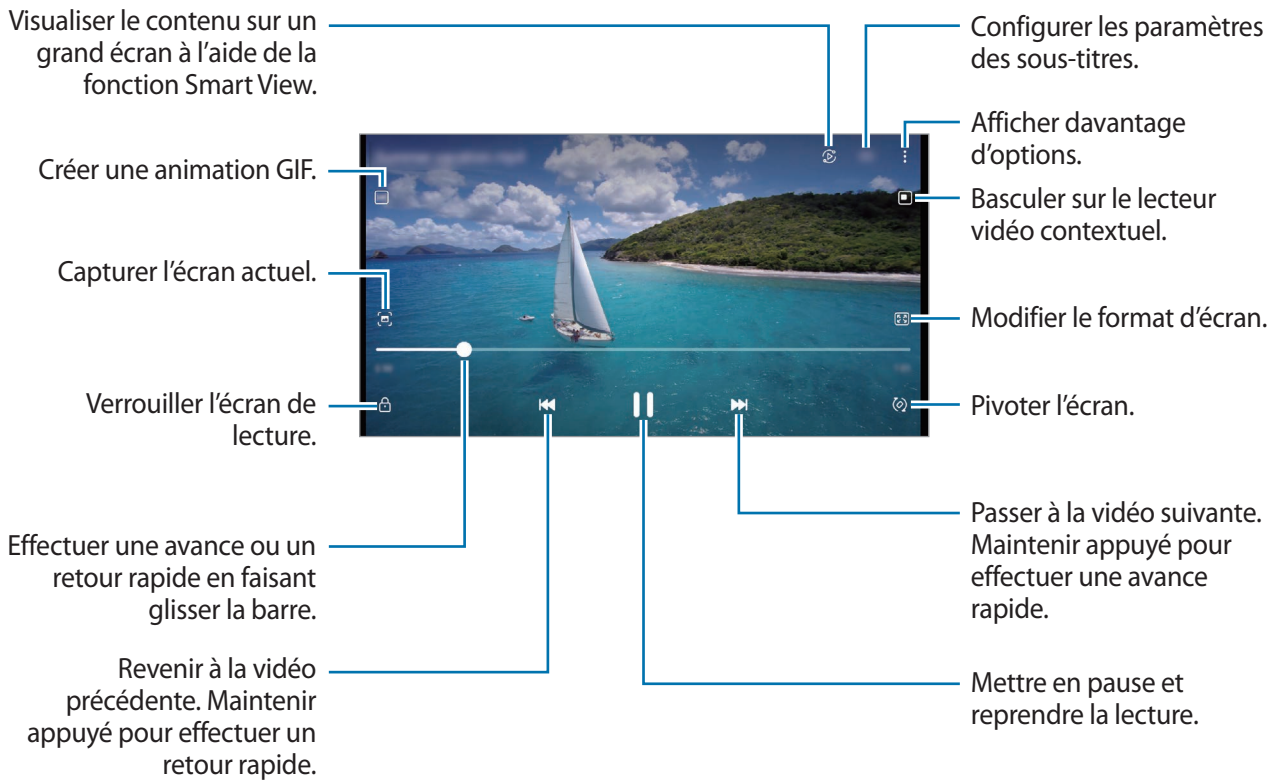 Visualiser le contenu sur un
grand écran à l'aide de la
fonction Smart View.
Créer une animation GIF.
Capturer l'écran actuel.
Verrouiller l'écran de
lecture.
Effectuer une avance ou un
retour rapide en faisant
glisser la barre.
Revenir à la vidéo
précédente. Maintenir
appuyé pour effectuer un
retour rapide.
Configurer les paramètres
des sous-titres.
Afficher davantage
d'options.
Basculer sur le lecteur
vidéo contextuel.
Modifier le format d'écran.
Pivoter l'écran.
Passer à la vidéo suivante.
Maintenir appuyé pour
effectuer une avance
rapide.
Mettre en pause et
reprendre la lecture.